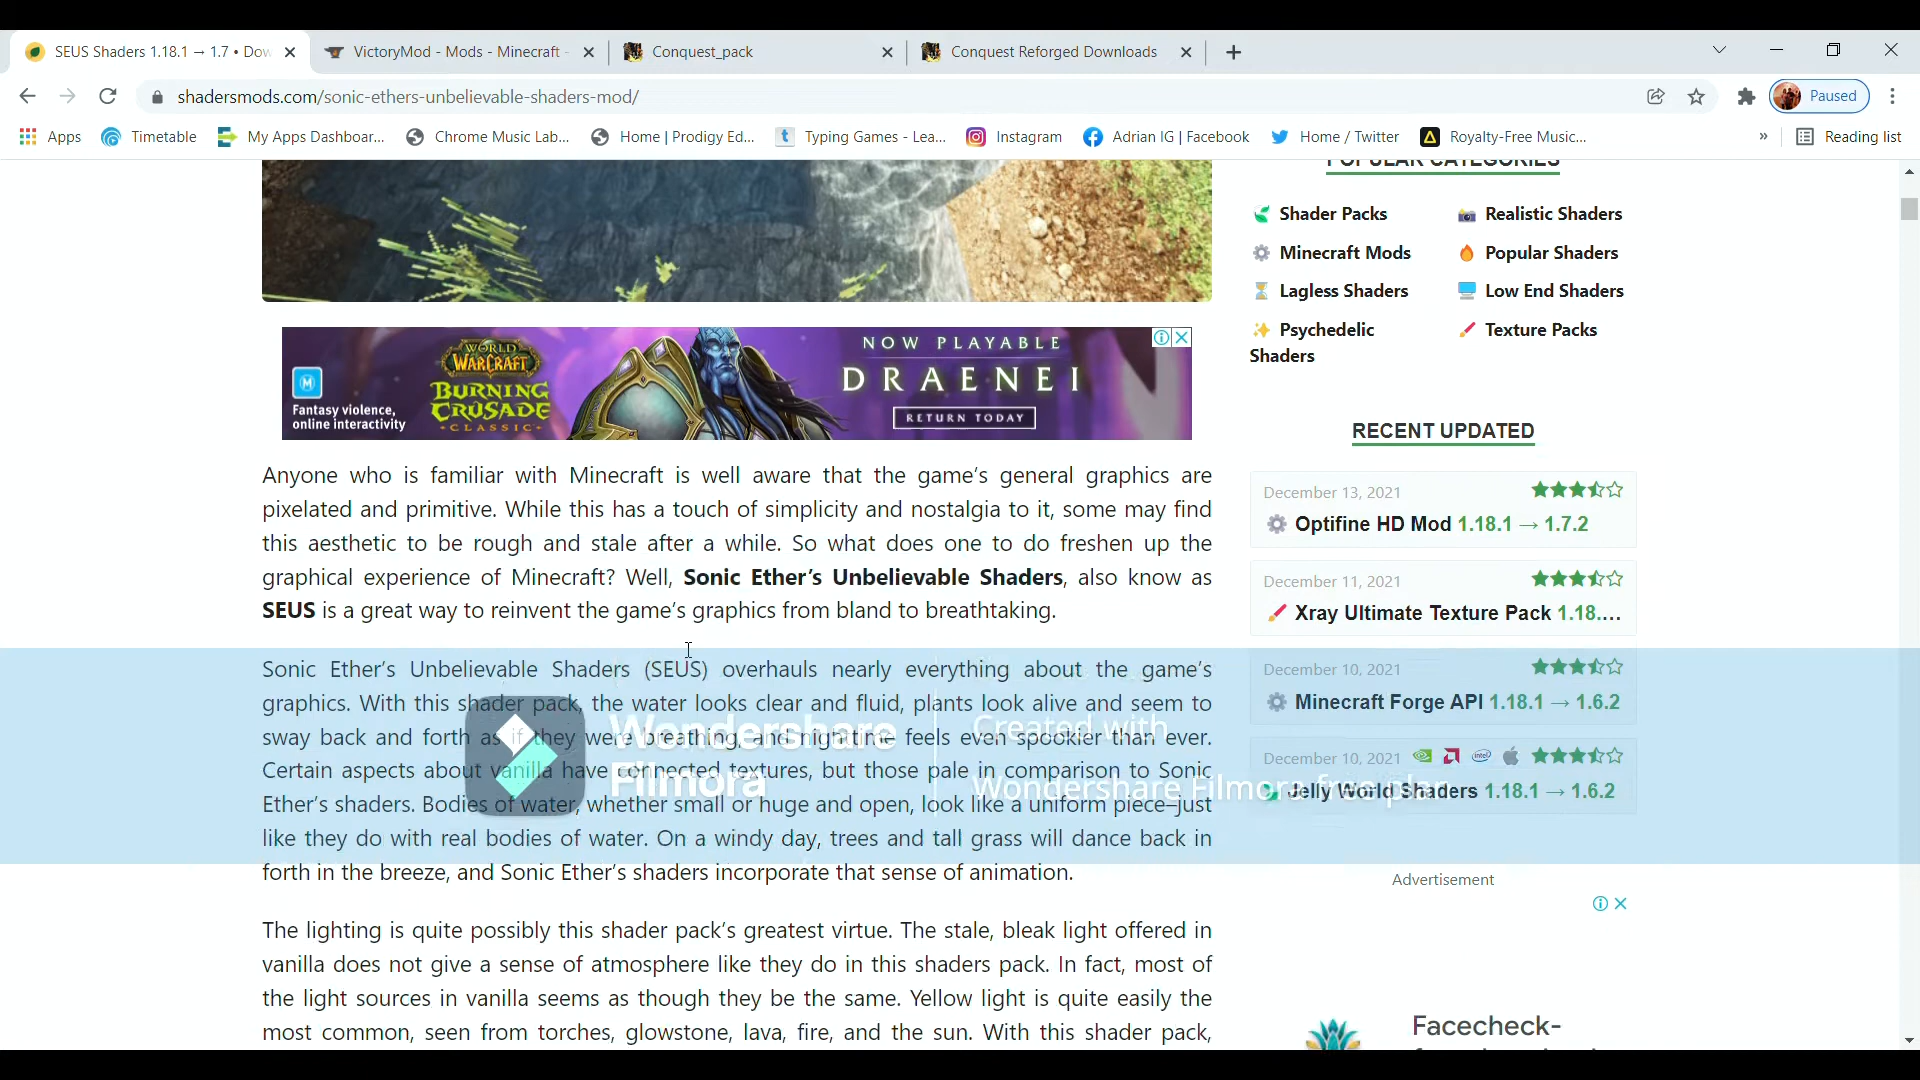 SEUS Shaders 1.18.1 → 1.7 • Dow
VictoryMod - Mods - Minecraft -
Conquest_pack
Conquest Reforged Downloads
shadersmods.com/sonic-ethers-unbelievable-shaders-mod/
Paused
Apps
Timetable
My Apps Dashboar...
Chrome Music Lab...
Home | Prodigy Ed...
Typing Games - Lea...
Instagram
Adrian IG | Facebook
Home / Twitter
Royalty-Free Music...
»
Reading list
POPULAR CATEGORIES
Shader Packs
Realistic Shaders
Minecraft Mods
Popular Shaders
Lagless Shaders
Low End Shaders
Psychedelic
Shaders
Texture Packs
M
Fantasy violence,
online interactivity
WORLD
WARCRAFT
BURNING
CRUSADE
CLASSIC
NOW PLAYABLE
DRAENEI
RETURN TODAY
Anyone who is familiar with Minecraft is well aware that the game's general graphics are
pixelated and primitive. While this has a touch of simplicity and nostalgia to it, some may find
this aesthetic to be rough and stale after a while. So what does one to do freshen up the
graphical experience of Minecraft? Well, Sonic Ether's Unbelievable Shaders, also know as
SEUS is a great way to reinvent the game's graphics from bland to breathtaking.
Sonic Ether's Unbelievable Shaders (SEUS) overhauls nearly everything about the game's
graphics. With this shader pack, the water looks clear and fluid, plants look alive and seem to
sway back and forth as if they were breathing, and nighttime feels even spookier than ever.
Certain aspects about vanilla have connected textures, but those pale in comparison to Sonic
Ether's shaders. Bodies of water, whether small or huge and open, look like a uniform piece–just
like they do with real bodies of water. On a windy day, trees and tall grass will dance back in
forth in the breeze, and Sonic Ether's shaders incorporate that sense of animation.
The lighting is quite possibly this shader pack's greatest virtue. The stale, bleak light offered in
vanilla does not give a sense of atmosphere like they do in this shaders pack. In fact, most of
the light sources in vanilla seems as though they be the same. Yellow light is quite easily the
most common, seen from torches, glowstone, lava, fire, and the sun. With this shader pack,
Wondershare
Filmora
Created with
Wondershare Filmora free plan
RECENT UPDATED
December 13, 2021
Optifine HD Mod 1.18.1 → 1.7.2
December 11, 2021
Xray Ultimate Texture Pack 1.18....
December 10, 2021
Minecraft Forge API 1.18.1 → 1.6.2
December 10, 2021
Jelly World Shaders 1.18.1 → 1.6.2
Advertisement
Facecheck-